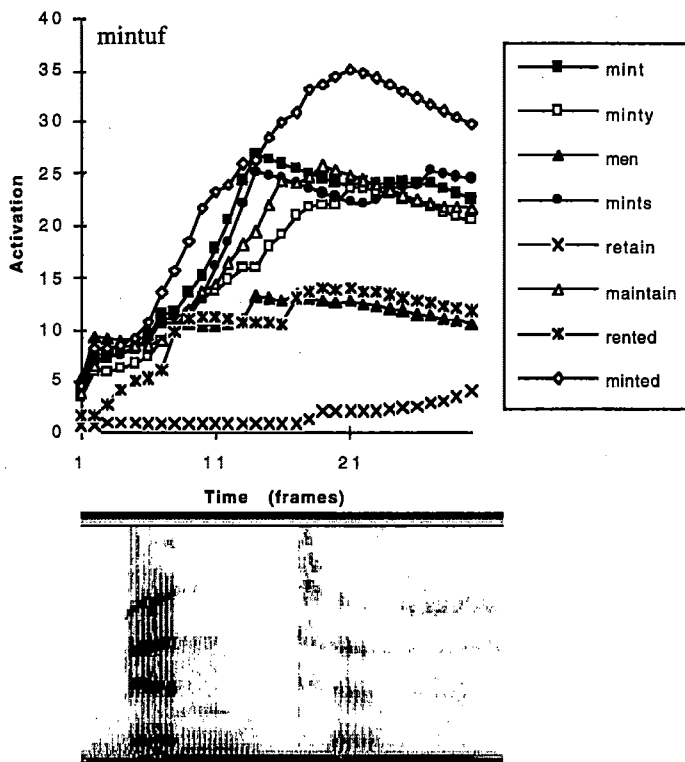 40
mintuf
35
30
25
20
15
10
5
0
Activation
1 11 21
Time (frames)
mint
minty
men
mints
retain
maintain
rented
minted